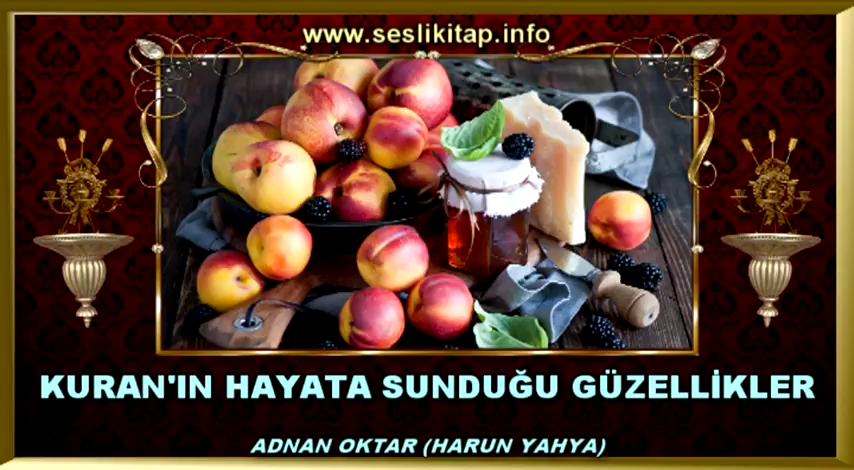 www.seslikitap.info
KURAN'IN HAYATA SUNDUĞU GÜZELLİKLER
ADNAN OKTAR (HARUN YAHYA)